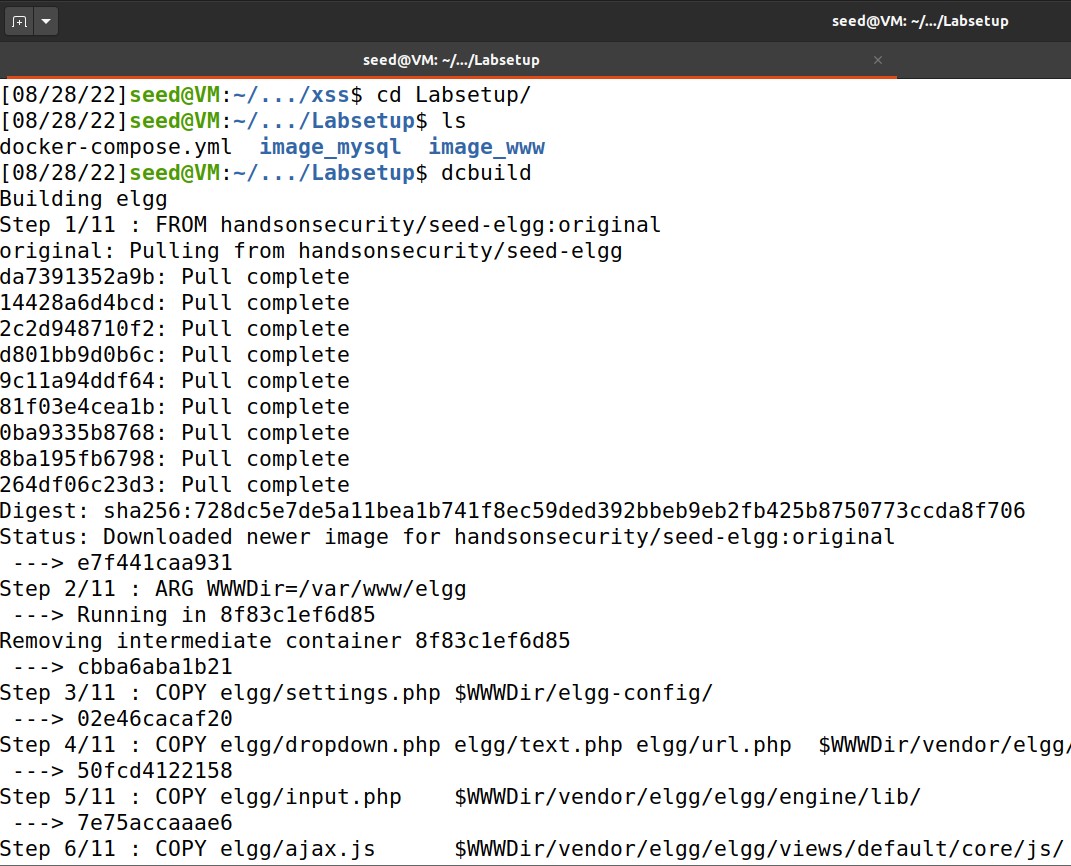 seed@VM: ~/.../Labsetup
seed@VM: ~/.../Labsetup ×
[08/28/22]seed@VM:~/.../xss$ cd Labsetup/
[08/28/22]seed@VM:~/.../Labsetup$ ls
docker-compose.yml  image_mysql  image_www
[08/28/22]seed@VM:~/.../Labsetup$ dcbuild
Building elgg
Step 1/11 : FROM handsonsecurity/seed-elgg:original
original: Pulling from handsonsecurity/seed-elgg
da7391352a9b: Pull complete
14428a6d4bcd: Pull complete
2c2d948710f2: Pull complete
d801bb9d0b6c: Pull complete
9c11a94ddf64: Pull complete
81f03e4cea1b: Pull complete
0ba9335b8768: Pull complete
8ba195fb6798: Pull complete
264df06c23d3: Pull complete
Digest: sha256:728dc5e7de5a11bea1b741f8ec59ded392bbeb9eb2fb425b8750773ccda8f706
Status: Downloaded newer image for handsonsecurity/seed-elgg:original
 ---> e7f441caa931
Step 2/11 : ARG WWWDir=/var/www/elgg
 ---> Running in 8f83c1ef6d85
Removing intermediate container 8f83c1ef6d85
 ---> cbba6aba1b21
Step 3/11 : COPY elgg/settings.php $WWWDir/elgg-config/
 ---> 02e46cacaf20
Step 4/11 : COPY elgg/dropdown.php elgg/text.php elgg/url.php  $WWWDir/vendor/elgg/
 ---> 50fcd4122158
Step 5/11 : COPY elgg/input.php    $WWWDir/vendor/elgg/elgg/engine/lib/
 ---> 7e75accaaae6
Step 6/11 : COPY elgg/ajax.js      $WWWDir/vendor/elgg/elgg/views/default/core/js/